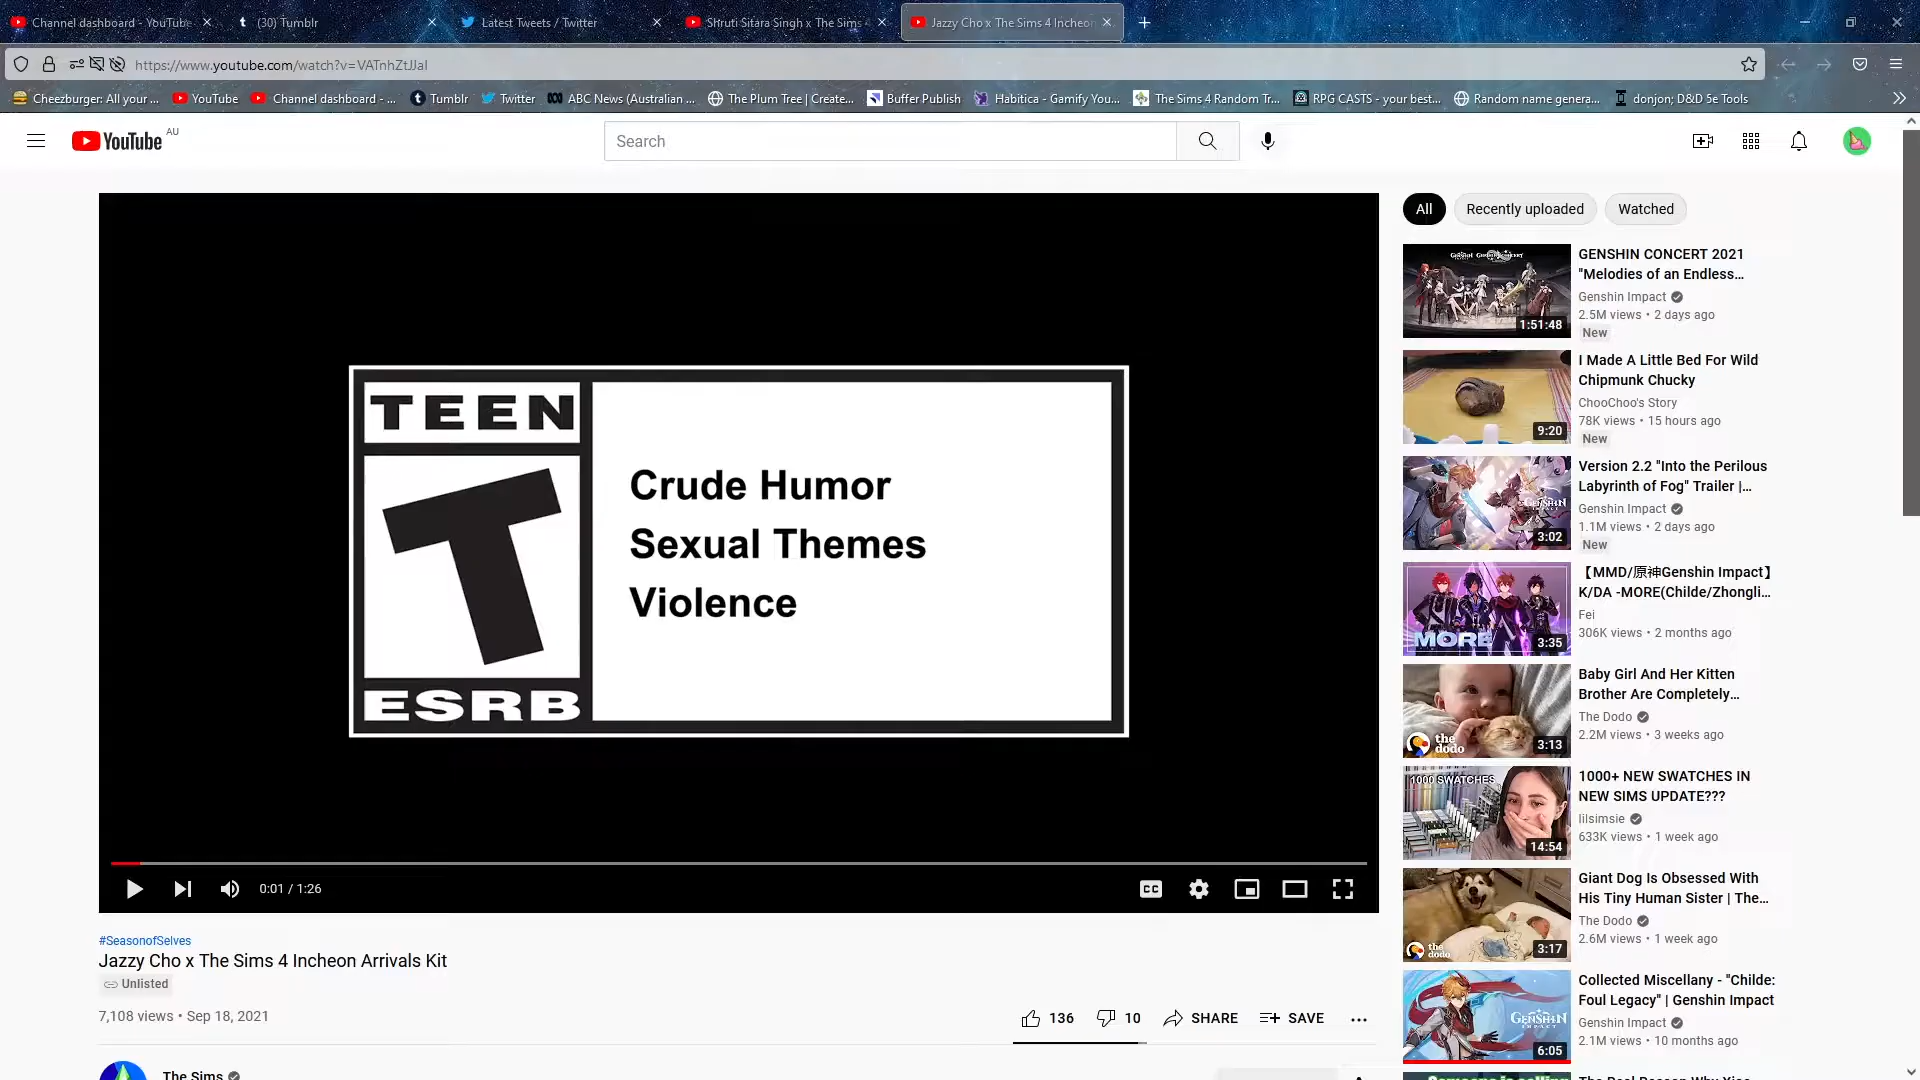 Channel dashboard - YouTube
(30) Tumblr
Latest Tweets / Twitter
Shruti Sitara Singh x The Sims 4
Jazzy Cho x The Sims 4 Incheon
https://www.youtube.com/watch?v=VATnhZtJJaI
Cheezburger: All your ...
YouTube
Channel dashboard - ...
Tumblr
Twitter
ABC News (Australian ...
The Plum Tree | Create...
Buffer Publish
Habitica - Gamify You...
The Sims 4 Random Tr...
RPG CASTS - your best...
Random name genera...
donjon; D&D 5e Tools
YouTube AU
Search
TEEN
T
ESRB
Crude Humor
Sexual Themes
Violence
0:01 / 1:26
CC
#SeasonofSelves
Jazzy Cho x The Sims 4 Incheon Arrivals Kit
Unlisted
7,108 views • Sep 18, 2021
136
10
SHARE
SAVE
The Sims
All
Recently uploaded
Watched
1:51:48
GENSHIN CONCERT 2021
"Melodies of an Endless...
Genshin Impact
2.5M views • 2 days ago
New
9:20
I Made A Little Bed For Wild
Chipmunk Chucky
ChooChoo's Story
78K views • 15 hours ago
New
GENSHIN
3:02
Version 2.2 "Into the Perilous
Labyrinth of Fog" Trailer |...
Genshin Impact
1.1M views • 2 days ago
New
MORE
3:35
【MMD/原神Genshin Impact】
K/DA -MORE(Childe/Zhongli...
Fei
306K views • 2 months ago
the
dodo
3:13
Baby Girl And Her Kitten
Brother Are Completely...
The Dodo
2.2M views • 3 weeks ago
1000 SWATCHES
14:54
1000+ NEW SWATCHES IN
NEW SIMS UPDATE???
lilsimsie
633K views • 1 week ago
the
dodo
3:17
Giant Dog Is Obsessed With
His Tiny Human Sister | The...
The Dodo
2.6M views • 1 week ago
GENSHIN
6:05
Collected Miscellany - "Childe:
Foul Legacy" | Genshin Impact
Genshin Impact
2.1M views • 10 months ago